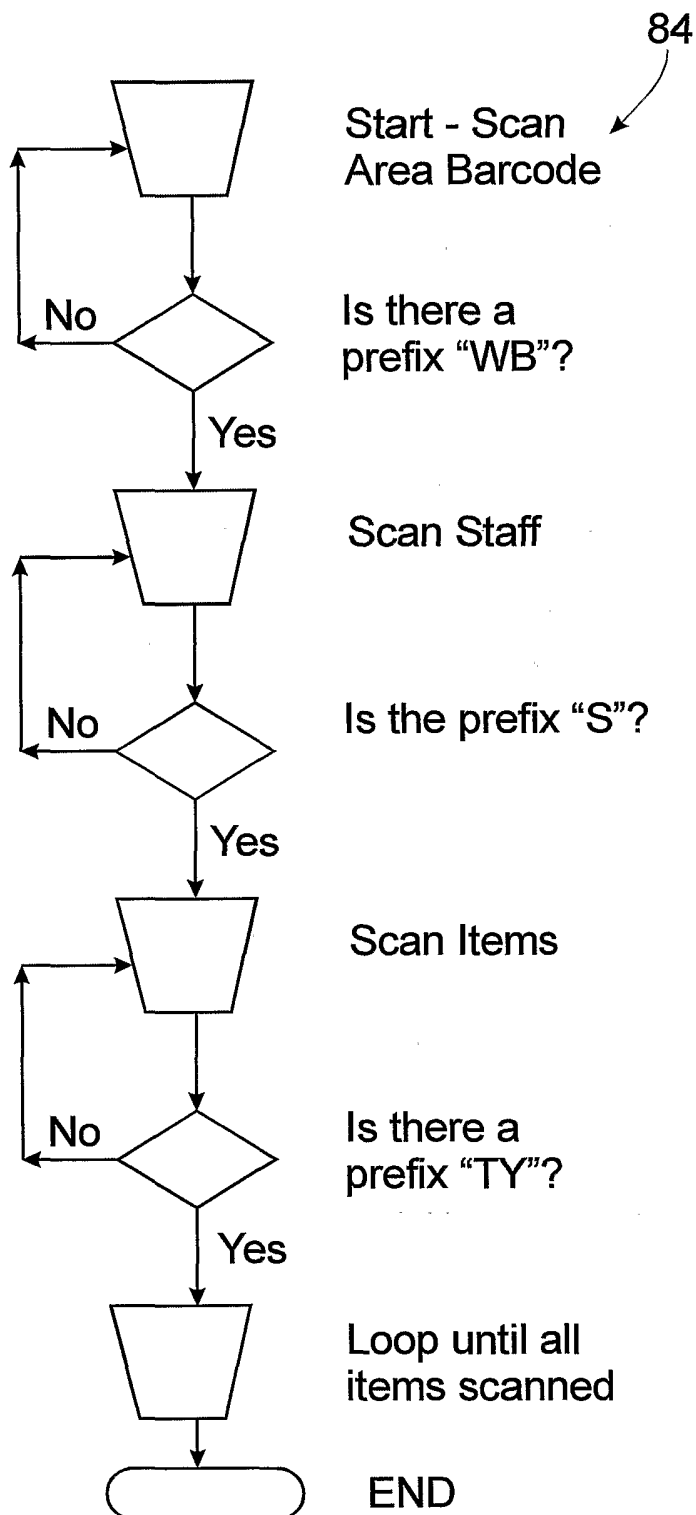 84
Start - Scan
Area Barcode
No
Is there a
prefix “WB”?
Yes
Scan Staff
No
Is the prefix “S”?
Yes
Scan Items
No
Is there a
prefix “TY”?
Yes
Loop until all
items scanned
END